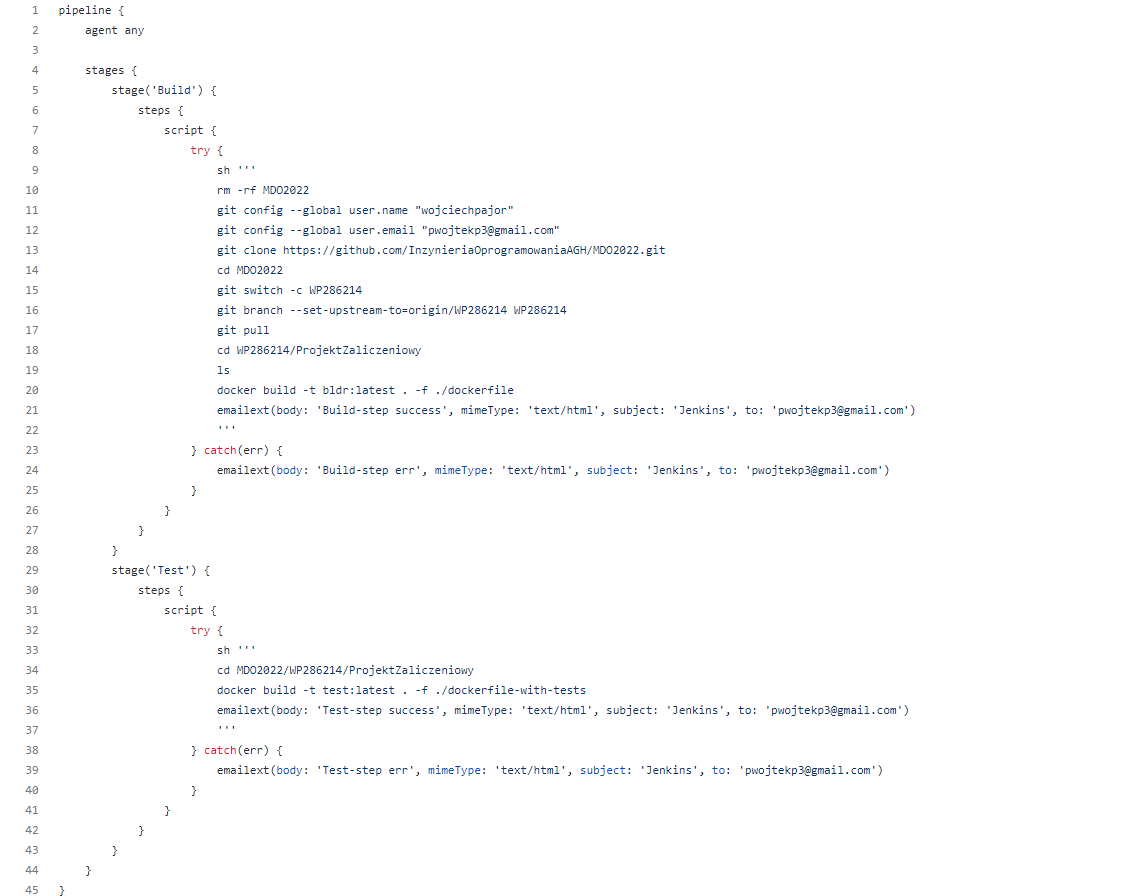 1 pipeline {
2     agent any
3
4     stages {
5         stage('Build') {
6             steps {
7                 script {
8                     try {
9                         sh '''
10                         rm -rf MDO2022
11                         git config --global user.name "wojciechpajor"
12                         git config --global user.email "pwojtekp3@gmail.com"
13                         git clone https://github.com/InzynieriaOprogramowaniaAGH/MDO2022.git
14                         cd MDO2022
15                         git switch -c WP286214
16                         git branch --set-upstream-to=origin/WP286214 WP286214
17                         git pull
18                         cd WP286214/ProjektZaliczeniowy
19                         ls
20                         docker build -t bldr:latest . -f ./dockerfile
21                         emailext(body: 'Build-step success', mimeType: 'text/html', subject: 'Jenkins', to: 'pwojtekp3@gmail.com')
22                         '''
23                     } catch(err) {
24                         emailext(body: 'Build-step err', mimeType: 'text/html', subject: 'Jenkins', to: 'pwojtekp3@gmail.com')
25                     }
26                 }
27             }
28         }
29         stage('Test') {
30             steps {
31                 script {
32                     try {
33                         sh '''
34                         cd MDO2022/WP286214/ProjektZaliczeniowy
35                         docker build -t test:latest . -f ./dockerfile-with-tests
36                         emailext(body: 'Test-step success', mimeType: 'text/html', subject: 'Jenkins', to: 'pwojtekp3@gmail.com')
37                         '''
38                     } catch(err) {
39                         emailext(body: 'Test-step err', mimeType: 'text/html', subject: 'Jenkins', to: 'pwojtekp3@gmail.com')
40                     }
41                 }
42             }
43         }
44     }
45 }